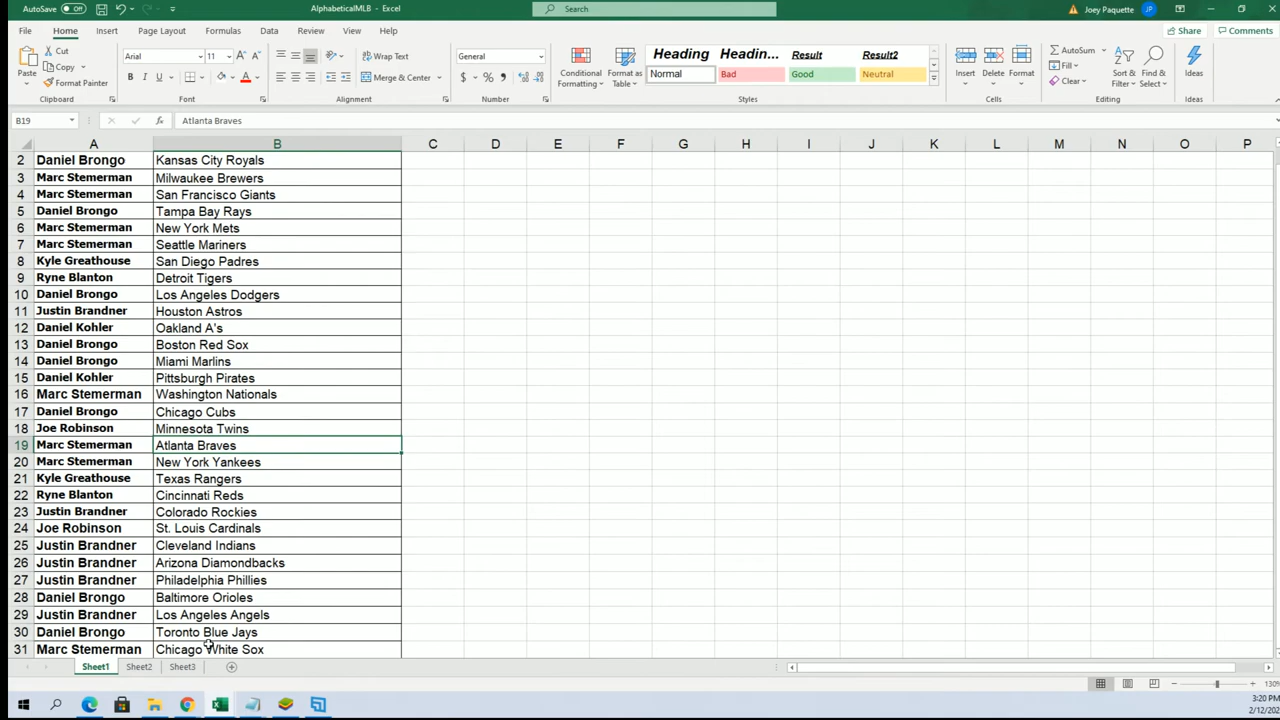 AutoSave Off AlphabeticalMLB - Excel Search Joey Paquette JP
File Home Insert Page Layout Formulas Data Review View Help Share Comments
Paste Cut Copy Format Painter Clipboard
Arial 11 B I U A A Font
Wrap Text Merge & Center Alignment
General $ % Number
Conditional Formatting Format as Table
Heading Headin... Result Result2
Normal Bad Good Neutral
Styles
Insert Delete Format Cells
AutoSum Fill Clear Sort & Filter Find & Select Editing
Ideas Ideas
B19 fx Atlanta Braves
A B C D E F G H I J K L M N O P
2 Daniel Brongo Kansas City Royals
3 Marc Stemerman Milwaukee Brewers
4 Marc Stemerman San Francisco Giants
5 Daniel Brongo Tampa Bay Rays
6 Marc Stemerman New York Mets
7 Marc Stemerman Seattle Mariners
8 Kyle Greathouse San Diego Padres
9 Ryne Blanton Detroit Tigers
10 Daniel Brongo Los Angeles Dodgers
11 Justin Brandner Houston Astros
12 Daniel Kohler Oakland A's
13 Daniel Brongo Boston Red Sox
14 Daniel Brongo Miami Marlins
15 Daniel Kohler Pittsburgh Pirates
16 Marc Stemerman Washington Nationals
17 Daniel Brongo Chicago Cubs
18 Joe Robinson Minnesota Twins
19 Marc Stemerman Atlanta Braves
20 Marc Stemerman New York Yankees
21 Kyle Greathouse Texas Rangers
22 Ryne Blanton Cincinnati Reds
23 Justin Brandner Colorado Rockies
24 Joe Robinson St. Louis Cardinals
25 Justin Brandner Cleveland Indians
26 Justin Brandner Arizona Diamondbacks
27 Justin Brandner Philadelphia Phillies
28 Daniel Brongo Baltimore Orioles
29 Justin Brandner Los Angeles Angels
30 Daniel Brongo Toronto Blue Jays
31 Marc Stemerman Chicago White Sox
Sheet1 Sheet2 Sheet3
130%
3:20 PM
2/12/202